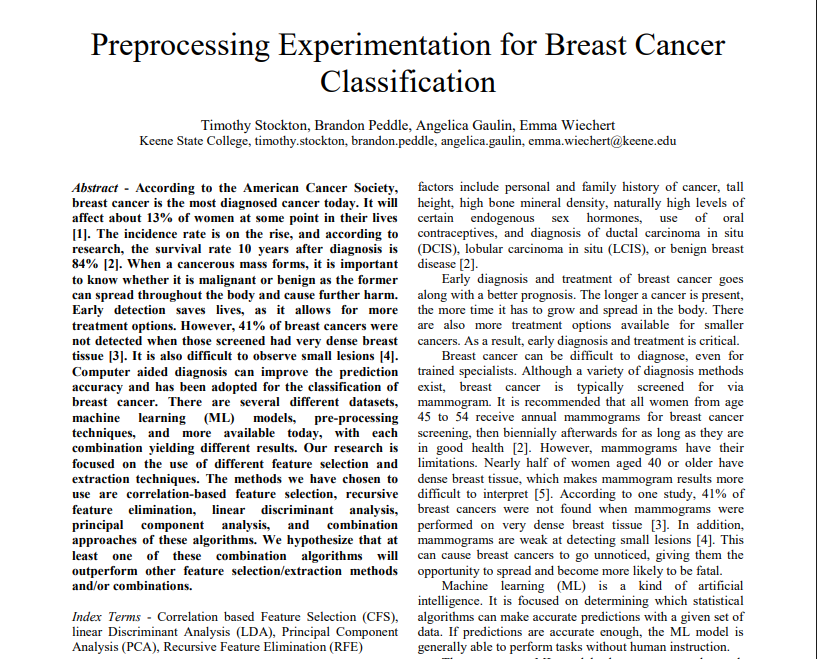 Preprocessing Experimentation for Breast Cancer
Classification
Timothy Stockton, Brandon Peddle, Angelica Gaulin, Emma Wiechert
Keene State College, timothy.stockton, brandon.peddle, angelica.gaulin, emma.wiechert@keene.edu
Abstract - According to the American Cancer Society,
breast cancer is the most diagnosed cancer today. It will
affect about 13% of women at some point in their lives
[1]. The incidence rate is on the rise, and according to
research, the survival rate 10 years after diagnosis is
84% [2]. When a cancerous mass forms, it is important
to know whether it is malignant or benign as the former
can spread throughout the body and cause further harm.
Early detection saves lives, as it allows for more
treatment options. However, 41% of breast cancers were
not detected when those screened had very dense breast
tissue [3]. It is also difficult to observe small lesions [4].
Computer aided diagnosis can improve the prediction
accuracy and has been adopted for the classification of
breast cancer. There are several different datasets,
machine learning (ML) models, pre-processing
techniques, and more available today, with each
combination yielding different results. Our research is
focused on the use of different feature selection and
extraction techniques. The methods we have chosen to
use are correlation-based feature selection, recursive
feature elimination, linear discriminant analysis,
principal component analysis, and combination
approaches of these algorithms. We hypothesize that at
least one of these combination algorithms will
outperform other feature selection/extraction methods
and/or combinations.
Index Terms - Correlation based Feature Selection (CFS),
linear Discriminant Analysis (LDA), Principal Component
Analysis (PCA), Recursive Feature Elimination (RFE)
factors include personal and family history of cancer, tall
height, high bone mineral density, naturally high levels of
certain endogenous sex hormones, use of oral
contraceptives, and diagnosis of ductal carcinoma in situ
(DCIS), lobular carcinoma in situ (LCIS), or benign breast
disease [2].
Early diagnosis and treatment of breast cancer goes
along with a better prognosis. The longer a cancer is present,
the more time it has to grow and spread in the body. There
are also more treatment options available for smaller
cancers. As a result, early diagnosis and treatment is critical.
Breast cancer can be difficult to diagnose, even for
trained specialists. Although a variety of diagnosis methods
exist, breast cancer is typically screened for via
mammogram. It is recommended that all women from age
45 to 54 receive annual mammograms for breast cancer
screening, then biennially afterwards for as long as they are
in good health [2]. However, mammograms have their
limitations. Nearly half of women aged 40 or older have
dense breast tissue, which makes mammogram results more
difficult to interpret [5]. According to one study, 41% of
breast cancers were not found when mammograms were
performed on very dense breast tissue [3]. In addition,
mammograms are weak at detecting small lesions [4]. This
can cause breast cancers to go unnoticed, giving them the
opportunity to spread and become more likely to be fatal.
Machine learning (ML) is a kind of artificial
intelligence. It is focused on determining which statistical
algorithms can make accurate predictions with a given set of
data. If predictions are accurate enough, the ML model is
generally able to perform tasks without human instruction.